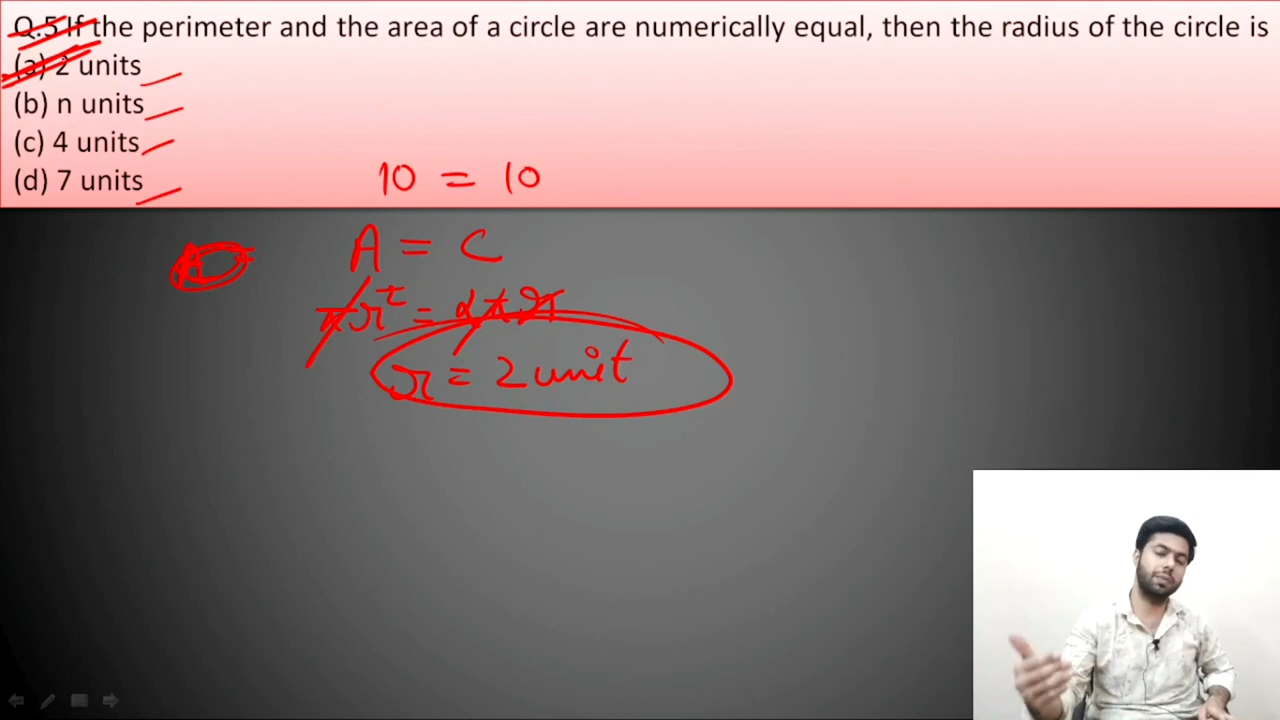 Q.5 If the perimeter and the area of a circle are numerically equal, then the radius of the circle is
(a) 2 units
(b) n units
(c) 4 units
(d) 7 units
10 = 10
A = C
πr² = 2πr
r = 2 unit